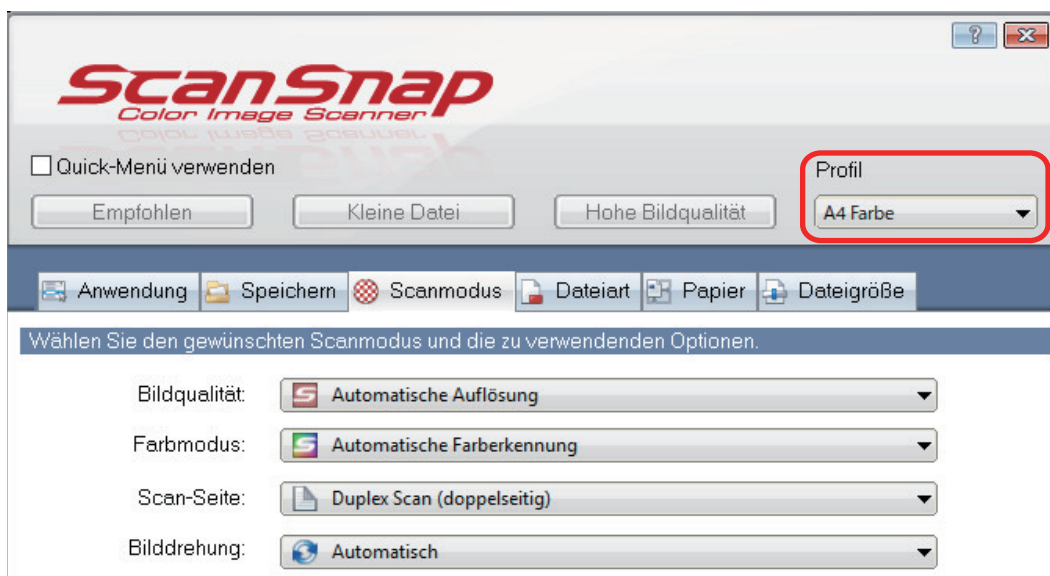 ScanSnap
Color Image Scanner
Quick-Menü verwenden
Profil
Empfohlen Kleine Datei Hohe Bildqualität A4 Farbe
Anwendung Speichern Scanmodus Dateiart Papier Dateigröße
Wählen Sie den gewünschten Scanmodus und die zu verwendenden Optionen.
Bildqualität: Automatische Auflösung
Farbmodus: Automatische Farberkennung
Scan-Seite: Duplex Scan (doppelseitig)
Bilddrehung: Automatisch